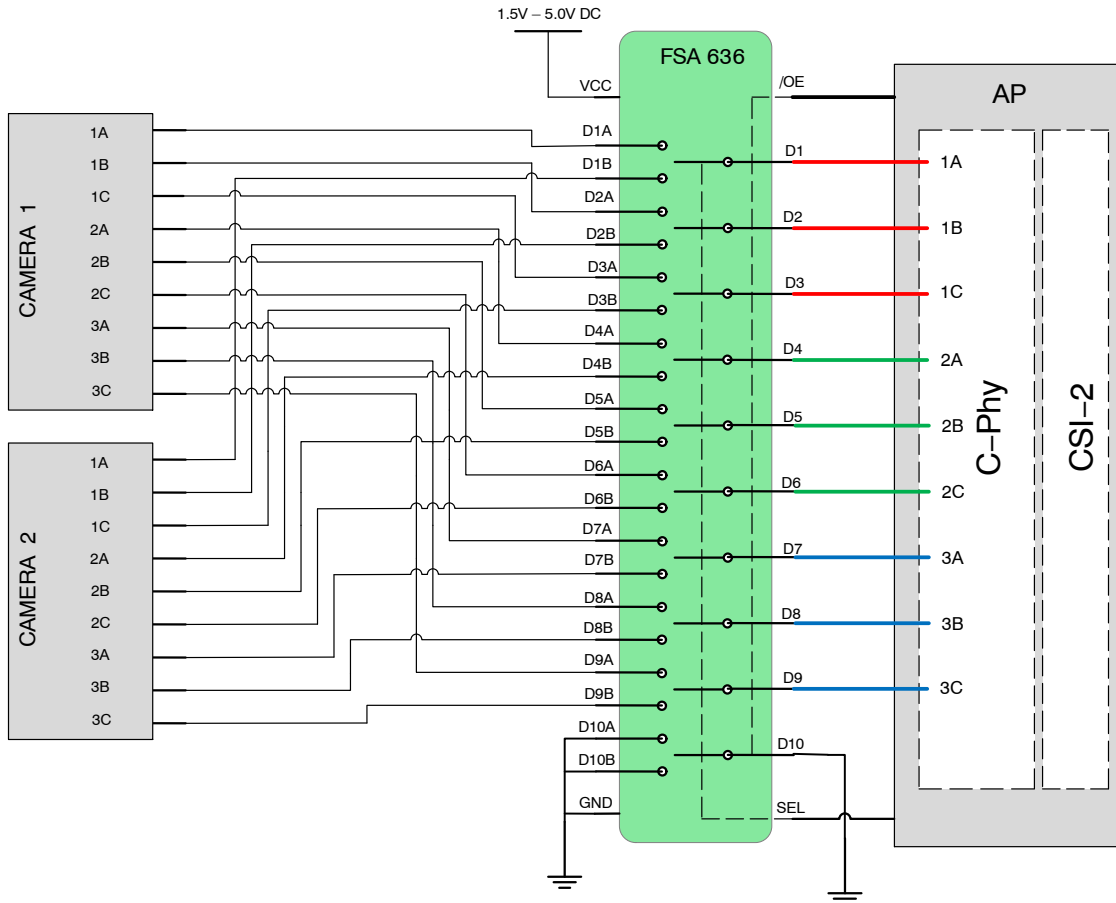 1.5V – 5.0V DC
FSA 636
VCC
/OE
AP
CAMERA 1
1A
1B
1C
2A
2B
2C
3A
3B
3C
CAMERA 2
1A
1B
1C
2A
2B
2C
3A
3B
3C
D1A
D1B
D2A
D2B
D3A
D3B
D4A
D4B
D5A
D5B
D6A
D6B
D7A
D7B
D8A
D8B
D9A
D9B
D10A
D10B
GND
D1
D2
D3
D4
D5
D6
D7
D8
D9
D10
SEL
1A
1B
1C
2A
2B
2C
3A
3B
3C
C–Phy
CSI–2